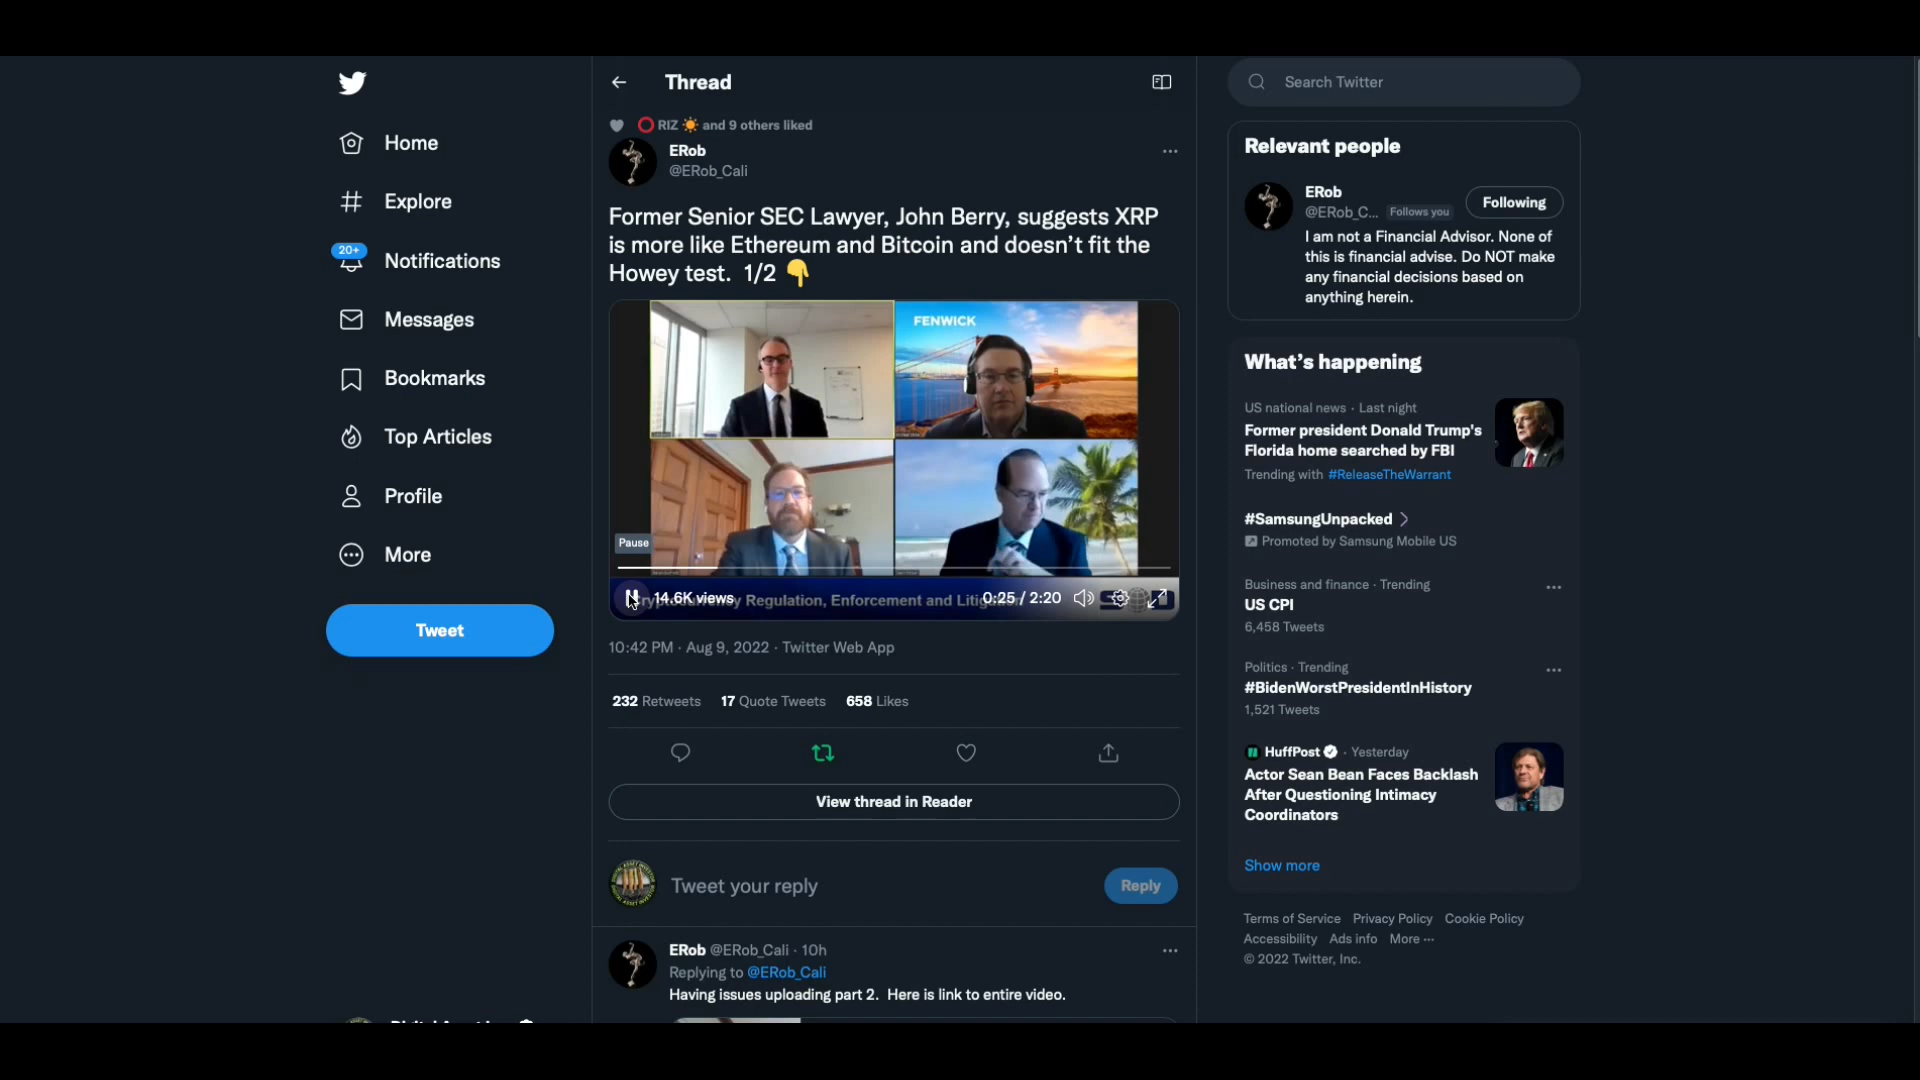 Home
Explore
20+
Notifications
Messages
Bookmarks
Top Articles
Profile
More
Tweet
Thread
RIZ and 9 others liked
ERob
@ERob_Cali
Former Senior SEC Lawyer, John Berry, suggests XRP
is more like Ethereum and Bitcoin and doesn’t fit the
Howey test. 1/2 👇
FENWICK
Pause
14.6K views
0:25 / 2:20
Regulation, Enforcement and
10:42 PM · Aug 9, 2022 · Twitter Web App
232 Retweets 17 Quote Tweets 658 Likes
View thread in Reader
Tweet your reply
Reply
ERob @ERob_Cali · 10h
Replying to @ERob_Cali
Having issues uploading part 2. Here is link to entire video.
Search Twitter
Relevant people
ERob
@ERob_C... Follows you
Following
I am not a Financial Advisor. None of
this is financial advise. Do NOT make
any financial decisions based on
anything herein.
What’s happening
US national news · Last night
Former president Donald Trump's
Florida home searched by FBI
Trending with #ReleaseTheWarrant
#SamsungUnpacked
Promoted by Samsung Mobile US
Business and finance · Trending
US CPI
6,458 Tweets
Politics · Trending
#BidenWorstPresidentInHistory
1,521 Tweets
HuffPost · Yesterday
Actor Sean Bean Faces Backlash
After Questioning Intimacy
Coordinators
Show more
Terms of Service Privacy Policy Cookie Policy
Accessibility Ads info More ···
© 2022 Twitter, Inc.